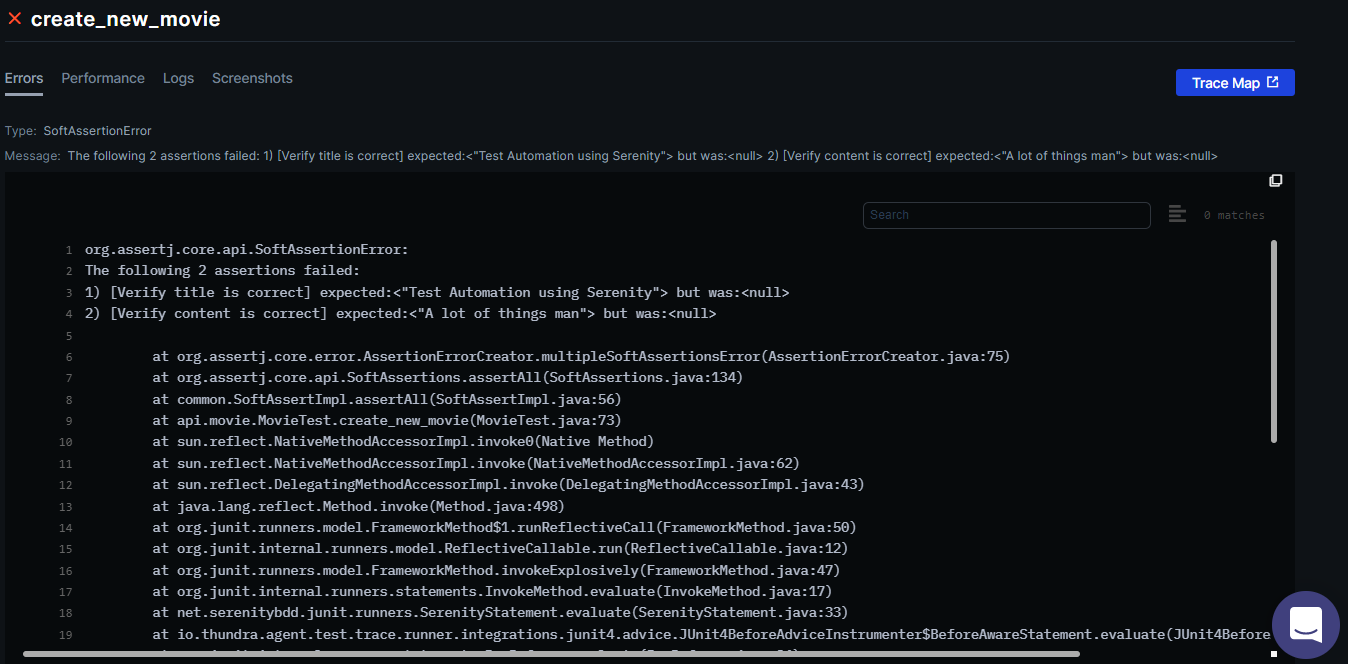 create_new_movie
Errors Performance Logs Screenshots
Trace Map
Type: SoftAssertionError
Message: The following 2 assertions failed: 1) [Verify title is correct] expected:<"Test Automation using Serenity"> but was:<null> 2) [Verify content is correct] expected:<"A lot of things man"> but was:<null>
Search 0 matches
1 org.assertj.core.api.SoftAssertionError:
2 The following 2 assertions failed:
3 1) [Verify title is correct] expected:<"Test Automation using Serenity"> but was:<null>
4 2) [Verify content is correct] expected:<"A lot of things man"> but was:<null>
5
6 at org.assertj.core.error.AssertionErrorCreator.multipleSoftAssertionsError(AssertionErrorCreator.java:75)
7 at org.assertj.core.api.SoftAssertions.assertAll(SoftAssertions.java:134)
8 at common.SoftAssertImpl.assertAll(SoftAssertImpl.java:56)
9 at api.movie.MovieTest.create_new_movie(MovieTest.java:73)
10 at sun.reflect.NativeMethodAccessorImpl.invoke0(Native Method)
11 at sun.reflect.NativeMethodAccessorImpl.invoke(NativeMethodAccessorImpl.java:62)
12 at sun.reflect.DelegatingMethodAccessorImpl.invoke(DelegatingMethodAccessorImpl.java:43)
13 at java.lang.reflect.Method.invoke(Method.java:498)
14 at org.junit.runners.model.FrameworkMethod$1.runReflectiveCall(FrameworkMethod.java:50)
15 at org.junit.internal.runners.model.ReflectiveCallable.run(ReflectiveCallable.java:12)
16 at org.junit.runners.model.FrameworkMethod.invokeExplosively(FrameworkMethod.java:47)
17 at org.junit.internal.runners.statements.InvokeMethod.evaluate(InvokeMethod.java:17)
18 at net.serenitybdd.junit.runners.SerenityStatement.evaluate(SerenityStatement.java:33)
19 at io.thundra.agent.test.trace.runner.integrations.junit4.advice.JUnit4BeforeAdviceInstrumenter$BeforeAwareStatement.evaluate(JUnit4Before